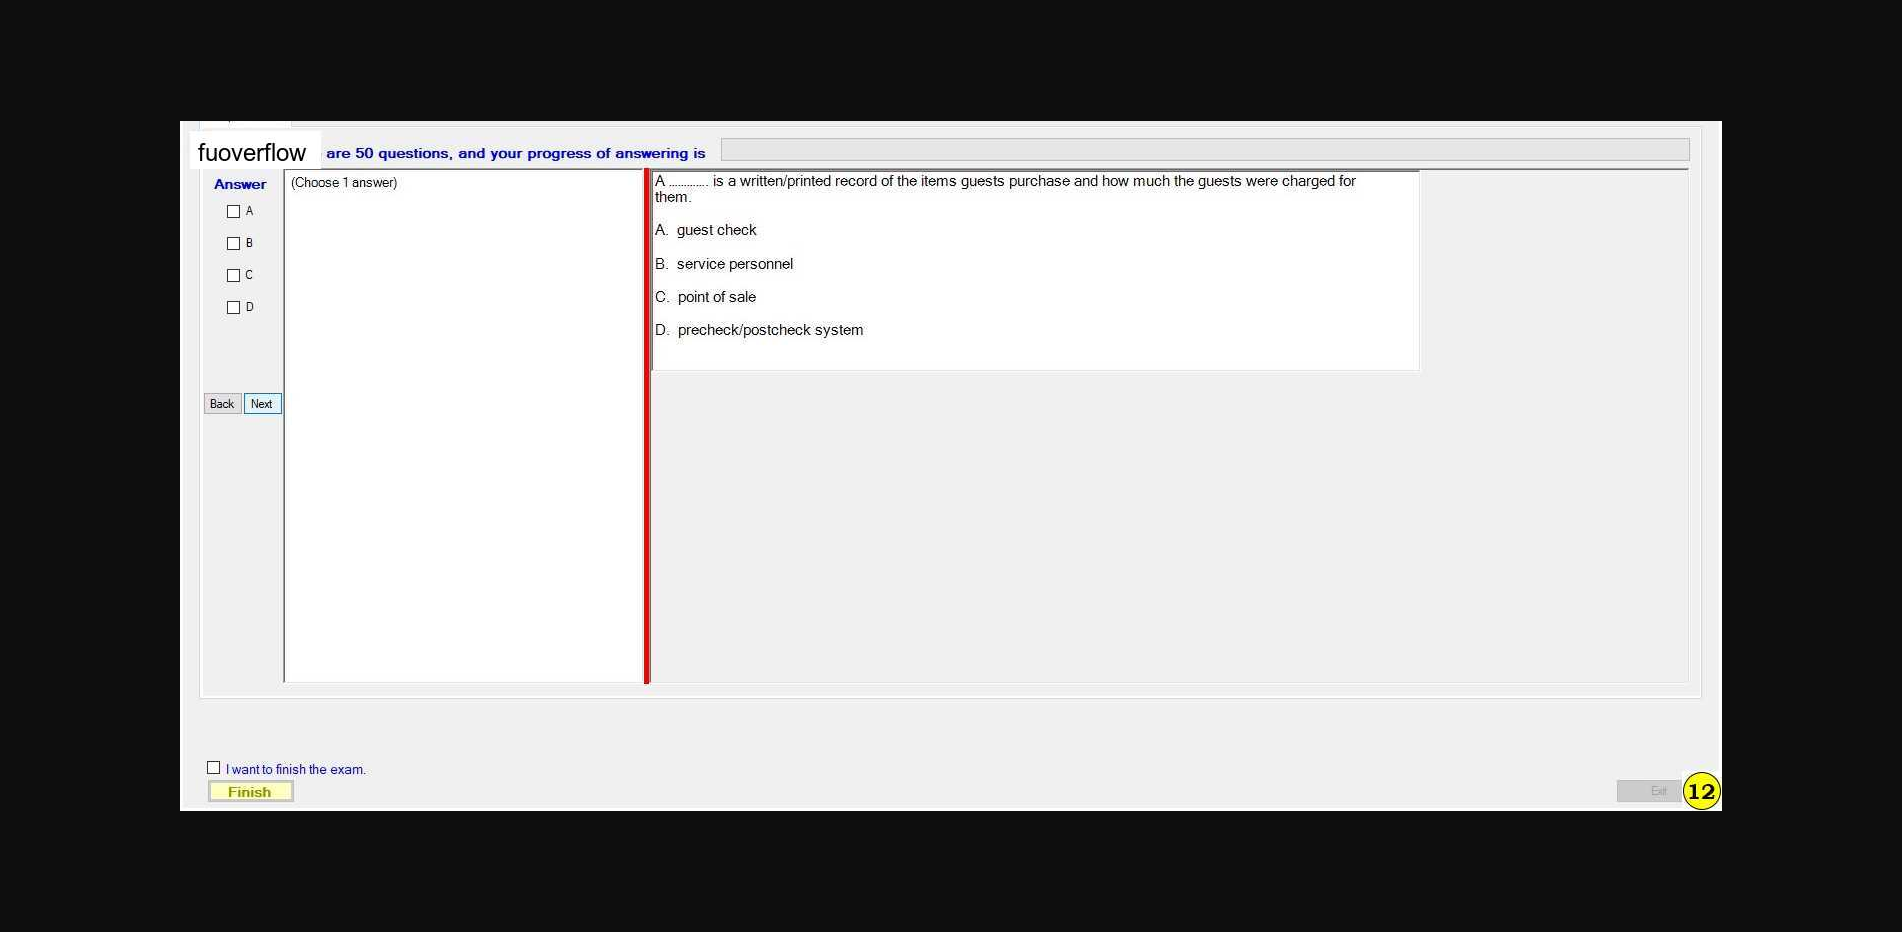 fuoverflow are 50 questions, and your progress of answering is
Answer
(Choose 1 answer)
A
B
C
D
Back Next
A ............. is a written/printed record of the items guests purchase and how much the guests were charged for
them.
A. guest check
B. service personnel
C. point of sale
D. precheck/postcheck system
I want to finish the exam.
Finish
Exit
12